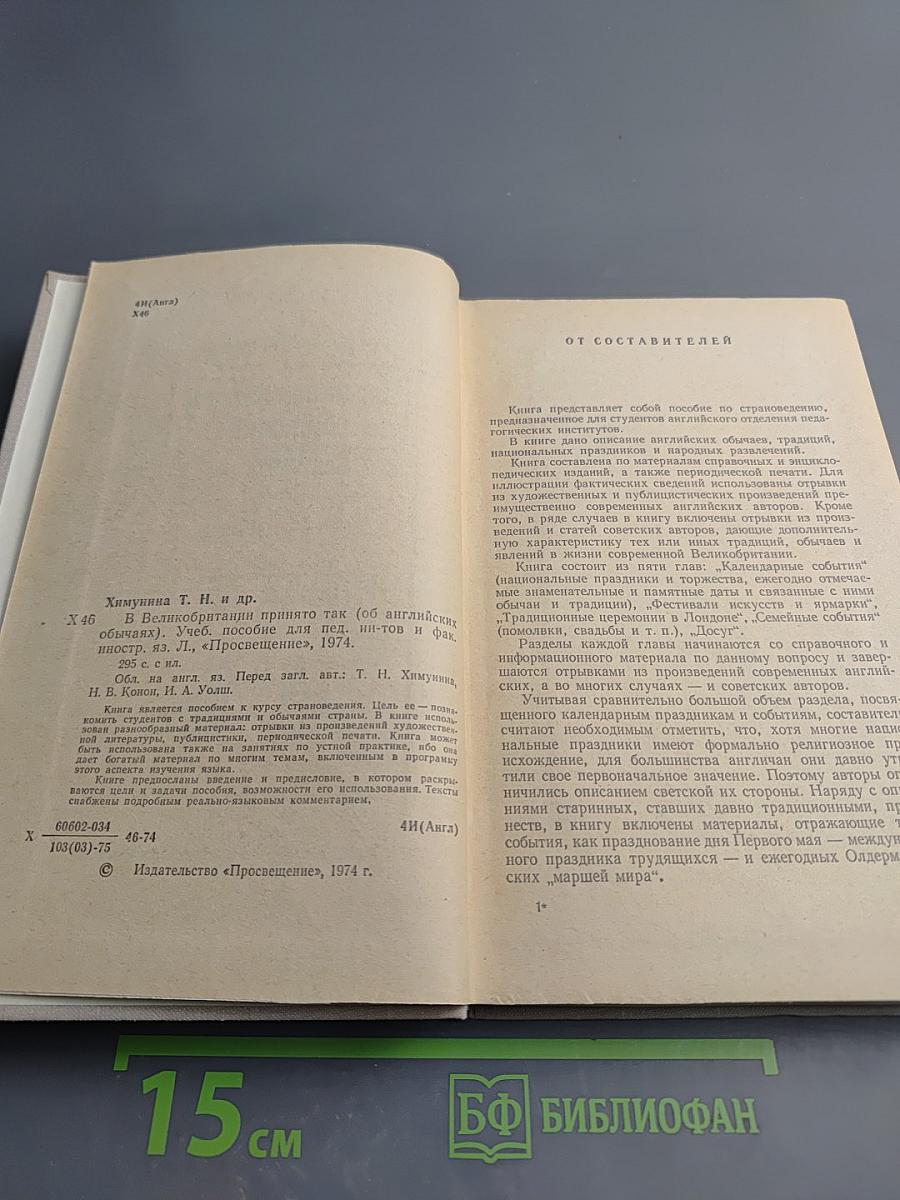 4И(Англ)
Х46
Химунина Т. Н. и др.
Х 46 В Великобритании принято так (об английских
обычаях). Учеб. пособие для пед. ин-тов и фак.
иностр. яз. Л., «Просвещение», 1974.
295 с. с ил.
Обл. на англ. яз. Перед загл. авт.: Т. Н. Химунина,
Н. В. Конон, И. А. Уолш.
Книга является пособием к курсу страноведения. Цель ее — позна-
комить студентов с традициями и обычаями страны. В книге исполь-
зован разнообразный материал: отрывки из произведений художествен-
ной литературы, публицистики, периодической печати. Книга может
быть использована также на занятиях по устной практике, ибо она
дает богатый материал по многим темам, включенным в программу
этого аспекта изучения языка.
Книге предпосланы введение и предисловие, в котором раскры-
ваются цели и задачи пособия, возможности его использования. Тексты
снабжены подробным реально-языковым комментарием.
Х 60602-034 46-74
103(03)-75
4И(Англ)
© Издательство «Просвещение», 1974 г.
ОТ СОСТАВИТЕЛЕЙ
Книга представляет собой пособие по страноведению,
предназначенное для студентов английского отделения педа-
гогических институтов.
В книге дано описание английских обычаев, традиций,
национальных праздников и народных развлечений.
Книга составлена по материалам справочных и энцикло-
педических изданий, а также периодической печати. Для
иллюстрации фактических сведений использованы отрывки
из художественных и публицистических произведений пре-
имущественно современных английских авторов. Кроме
того, в ряде случаев в книгу включены отрывки из произ-
ведений и статей советских авторов, дающие дополнитель-
ную характеристику тех или иных традиций, обычаев и
явлений в жизни современной Великобритании.
Книга состоит из пяти глав: „Календарные события“
(национальные праздники и торжества, ежегодно отмечае-
мые знаменательные и памятные даты и связанные с ними
обычаи и традиции), „Фестивали искусств и ярмарки“,
„Традиционные церемонии в Лондоне“, „Семейные события“
(помолвки, свадьбы и т. п.), „Досуг“.
Разделы каждой главы начинаются со справочного и
информационного материала по данному вопросу и завер-
шаются отрывками из произведений современных англий-
ских, а во многих случаях — и советских авторов.
Учитывая сравнительно большой объем раздела, посвя-
щенного календарным праздникам и событиям, составител
считают необходимым отметить, что, хотя многие нацио
нальные праздники имеют формально религиозное пр
исхождение, для большинства англичан они давно ут
тили свое первоначальное значение. Поэтому авторы ог
ничились описанием светской их стороны. Наряду с оп
ниями старинных, ставших давно традиционными, пр
неств, в книгу включены материалы, отражающие т
события, как празднование дня Первого мая — междун
ного праздника трудящихся — и ежегодных Олдерм
ских „маршей мира“.
1*
15 см
БФ БИБЛИОФАН